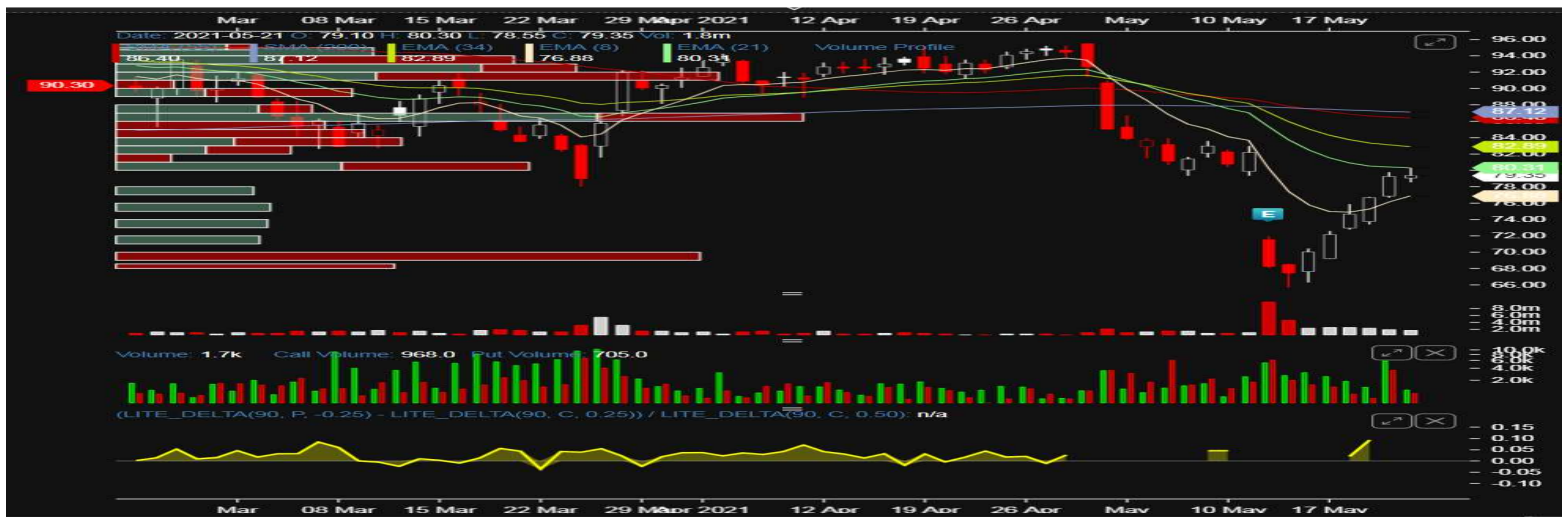 Mar 08 Mar 15 Mar 22 Mar 29 Mar Apr 2021 12 Apr 19 Apr 26 Apr May 10 May 17 May
Date: 2021-05-21 O: 79.10 H: 80.30 L: 78.55 C: 79.35 Vol: 1.8m
EMA (34) EMA (8) EMA (21) Volume Profile
86.40 87.12 82.89 76.88 80.31
96.00
94.00
92.00
90.30
90.00
88.00
87.12
84.00
82.89
82.00
80.31
79.35
78.00
76.00
74.00
E
72.00
70.00
68.00
66.00
8.0m
6.0m
4.0m
2.0m
Volume: 1.7k Call Volume: 968.0 Put Volume: 705.0
10.0k
8.0k
6.0k
4.0k
2.0k
(LITE_DELTA(90, P, -0.25) - LITE_DELTA(90, C, 0.25)) / LITE_DELTA(90, C, 0.50): n/a
0.15
0.10
0.05
0.00
-0.05
-0.10
Mar 08 Mar 15 Mar 22 Mar 29 Mar Apr 2021 12 Apr 19 Apr 26 Apr May 10 May 17 May